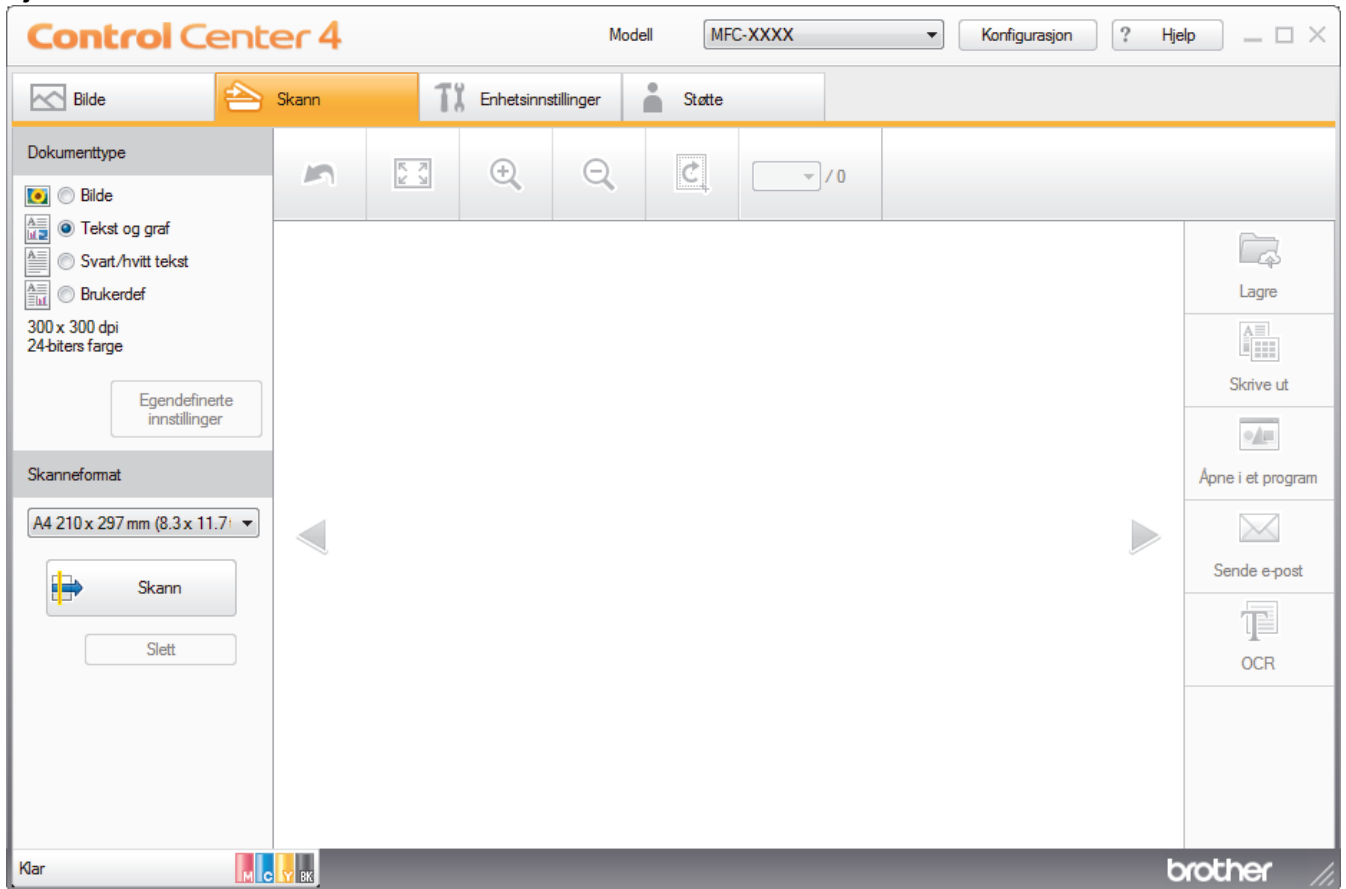 Control Center 4
Modell
MFC-XXXX
Konfigurasjon
? Hjelp
Bilde
Skann
Enhetsinnstillinger
Støtte
Dokumenttype
Bilde
Tekst og graf
Svart/hvitt tekst
Brukerdef
300 x 300 dpi
24-biters farge
Egendefinerte
innstillinger
Skanneformat
A4 210 x 297 mm (8.3 x 11.7
Skann
Slett
/ 0
Lagre
Skrive ut
Åpne i et program
Sende e-post
OCR
Klar
M C Y BK
brother